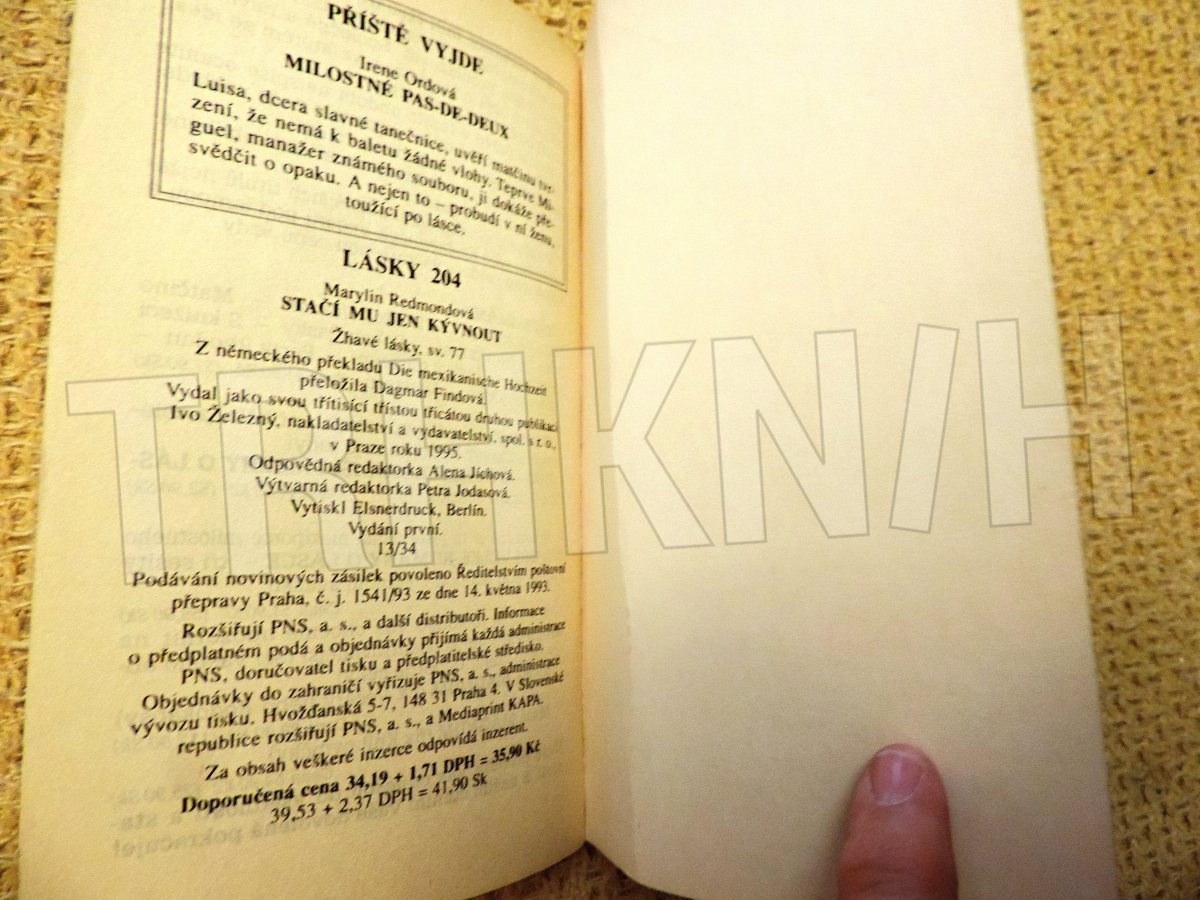 PŘÍŠTĚ VYJDE
Irene Ordová
MILOSTNÉ PAS-DE-DEUX
Luisa, dcera slavné tanečnice, uvěří matčinu tvr-
zení, že nemá k baletu žádné vlohy. Teprve Mi-
guel, manažer známého souboru, ji dokáže pře-
svědčit o opaku. A nejen to – probudí v ní ženu,
toužící po lásce.
LÁSKY 204
Marylin Redmondová
STAČÍ MU JEN KÝVNOUT
Žhavé lásky, sv. 77
Z německého překladu Die mexikanische Hochzeit
přeložila Dagmar Findová.
Vydal jako svou třítisící třístou třicátou druhou publikaci
Ivo Železný, nakladatelství a vydavatelství, spol. s r. o.,
v Praze roku 1995.
Odpovědná redaktorka Alena Jíchová.
Výtvarná redaktorka Petra Jodasová.
Vytiskl Elsnerdruck, Berlín.
Vydání první.
13/34
Podávání novinových zásilek povoleno Ředitelstvím poštovní
přepravy Praha, č. j. 1541/93 ze dne 14. května 1993.
Rozšiřují PNS, a. s., a další distributoři. Informace
o předplatném podá a objednávky přijímá každá administrace
PNS, doručovatel tisku a předplatitelské středisko.
Objednávky do zahraničí vyřizuje PNS, a. s., administrace
vývozu tisku. Hvožďanská 5-7, 148 31 Praha 4. V Slovenské
republice rozšiřují PNS, a. s., a Mediaprint KAPA.
Za obsah veškeré inzerce odpovídá inzerent.
Doporučená cena 34,19 + 1,71 DPH = 35,90 Kč
39,53 + 2,37 DPH = 41,90 Sk
TRHKN/H